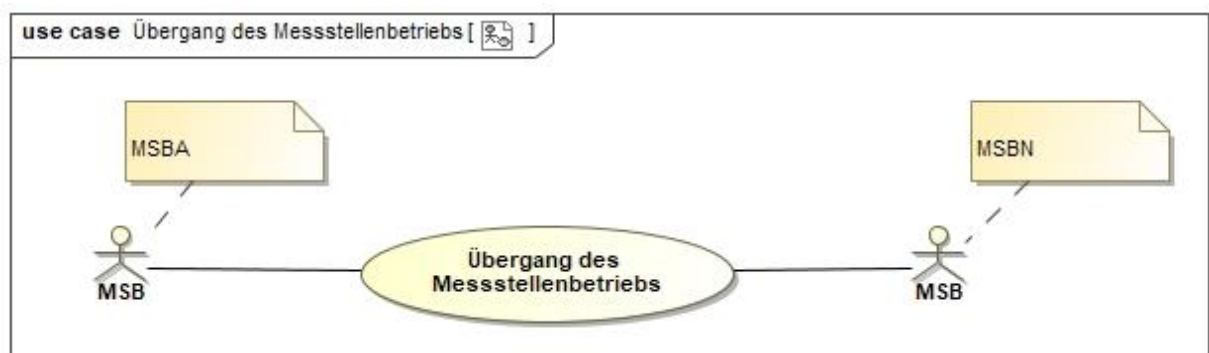 use case Übergang des Messstellenbetriebs [ ]
MSBA
MSBN
Übergang des
Messstellenbetriebs
MSB
MSB